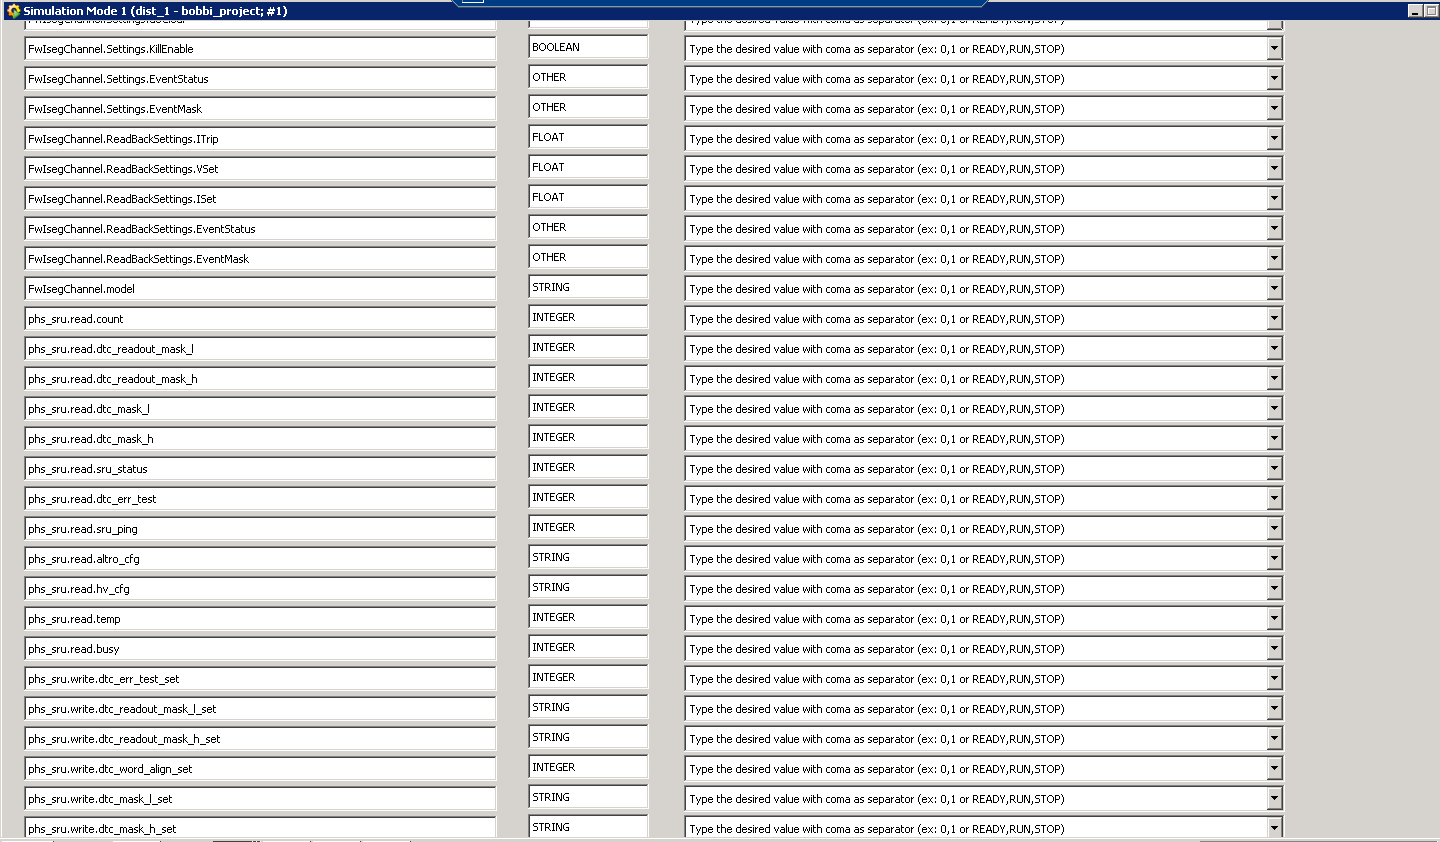 Simulation Mode 1 (dist_1 - bobbi_project; #1)
FwIsegChannel.Settings.KillEnable BOOLEAN Type the desired value with coma as separator (ex: 0,1 or READY,RUN,STOP)
FwIsegChannel.Settings.EventStatus OTHER Type the desired value with coma as separator (ex: 0,1 or READY,RUN,STOP)
FwIsegChannel.Settings.EventMask OTHER Type the desired value with coma as separator (ex: 0,1 or READY,RUN,STOP)
FwIsegChannel.ReadBackSettings.ITrip FLOAT Type the desired value with coma as separator (ex: 0,1 or READY,RUN,STOP)
FwIsegChannel.ReadBackSettings.VSet FLOAT Type the desired value with coma as separator (ex: 0,1 or READY,RUN,STOP)
FwIsegChannel.ReadBackSettings.ISet FLOAT Type the desired value with coma as separator (ex: 0,1 or READY,RUN,STOP)
FwIsegChannel.ReadBackSettings.EventStatus OTHER Type the desired value with coma as separator (ex: 0,1 or READY,RUN,STOP)
FwIsegChannel.ReadBackSettings.EventMask OTHER Type the desired value with coma as separator (ex: 0,1 or READY,RUN,STOP)
FwIsegChannel.model STRING Type the desired value with coma as separator (ex: 0,1 or READY,RUN,STOP)
phs_sru.read.count INTEGER Type the desired value with coma as separator (ex: 0,1 or READY,RUN,STOP)
phs_sru.read.dtc_readout_mask_l INTEGER Type the desired value with coma as separator (ex: 0,1 or READY,RUN,STOP)
phs_sru.read.dtc_readout_mask_h INTEGER Type the desired value with coma as separator (ex: 0,1 or READY,RUN,STOP)
phs_sru.read.dtc_mask_l INTEGER Type the desired value with coma as separator (ex: 0,1 or READY,RUN,STOP)
phs_sru.read.dtc_mask_h INTEGER Type the desired value with coma as separator (ex: 0,1 or READY,RUN,STOP)
phs_sru.read.sru_status INTEGER Type the desired value with coma as separator (ex: 0,1 or READY,RUN,STOP)
phs_sru.read.dtc_err_test INTEGER Type the desired value with coma as separator (ex: 0,1 or READY,RUN,STOP)
phs_sru.read.sru_ping INTEGER Type the desired value with coma as separator (ex: 0,1 or READY,RUN,STOP)
phs_sru.read.altro_cfg STRING Type the desired value with coma as separator (ex: 0,1 or READY,RUN,STOP)
phs_sru.read.hv_cfg STRING Type the desired value with coma as separator (ex: 0,1 or READY,RUN,STOP)
phs_sru.read.temp INTEGER Type the desired value with coma as separator (ex: 0,1 or READY,RUN,STOP)
phs_sru.read.busy INTEGER Type the desired value with coma as separator (ex: 0,1 or READY,RUN,STOP)
phs_sru.write.dtc_err_test_set INTEGER Type the desired value with coma as separator (ex: 0,1 or READY,RUN,STOP)
phs_sru.write.dtc_readout_mask_l_set STRING Type the desired value with coma as separator (ex: 0,1 or READY,RUN,STOP)
phs_sru.write.dtc_readout_mask_h_set STRING Type the desired value with coma as separator (ex: 0,1 or READY,RUN,STOP)
phs_sru.write.dtc_word_align_set INTEGER Type the desired value with coma as separator (ex: 0,1 or READY,RUN,STOP)
phs_sru.write.dtc_mask_l_set STRING Type the desired value with coma as separator (ex: 0,1 or READY,RUN,STOP)
phs_sru.write.dtc_mask_h_set STRING Type the desired value with coma as separator (ex: 0,1 or READY,RUN,STOP)